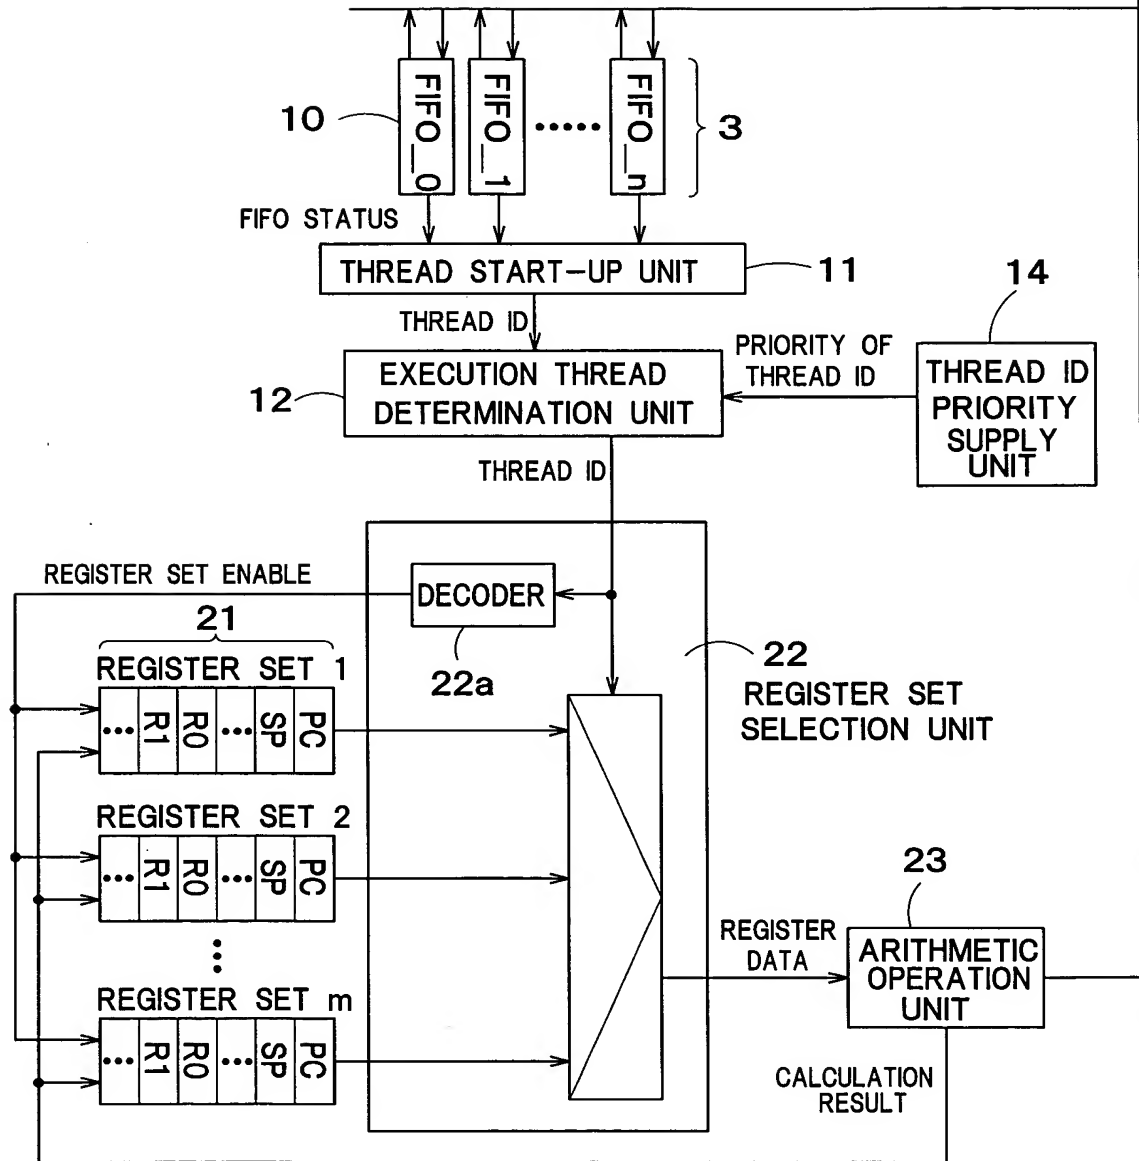 FIFO_0
FIFO_1
FIFO_n
10
3
FIFO STATUS
THREAD START-UP UNIT
11
THREAD ID
14
PRIORITY OF
THREAD ID
12
EXECUTION THREAD
DETERMINATION UNIT
THREAD ID
PRIORITY
SUPPLY
UNIT
THREAD ID
REGISTER SET ENABLE
DECODER
22a
21
22
REGISTER SET
SELECTION UNIT
REGISTER SET 1
... R1 R0 ... SP PC
REGISTER SET 2
... R1 R0 ... SP PC
REGISTER SET m
... R1 R0 ... SP PC
23
REGISTER
DATA
ARITHMETIC
OPERATION
UNIT
CALCULATION
RESULT